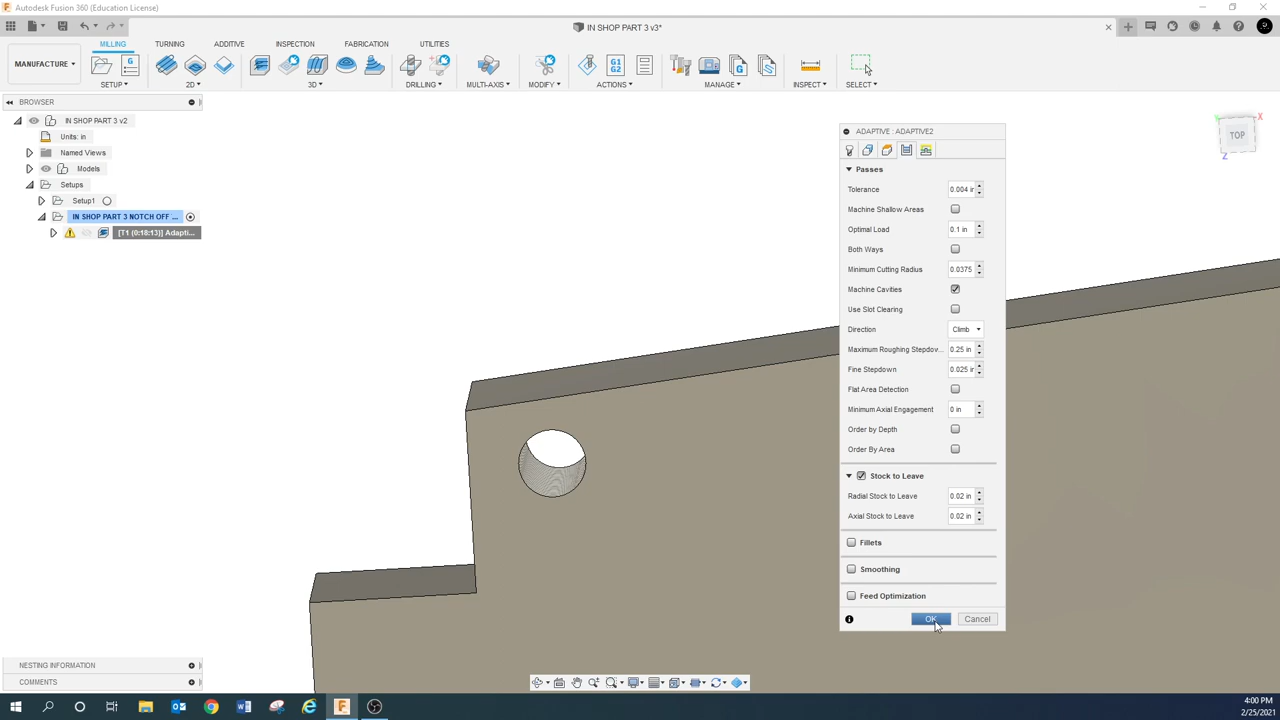 Autodesk Fusion 360 (Education License)
IN SHOP PART 3 v3*
MANUFACTURE
MILLING TURNING ADDITIVE INSPECTION FABRICATION UTILITIES
SETUP 2D 3D DRILLING MULTI-AXIS MODIFY ACTIONS MANAGE INSPECT SELECT
G
G1
G2
G
BROWSER
IN SHOP PART 3 v2
Units: in
Named Views
Models
Setups
Setup1
IN SHOP PART 3 NOTCH OFF ...
[T1 (0:18:13)] Adapti...
TOP
X
Y
Z
ADAPTIVE : ADAPTIVE2
Passes
Tolerance 0.004 ir
Machine Shallow Areas
Optimal Load 0.1 in
Both Ways
Minimum Cutting Radius 0.0375
Machine Cavities
Use Slot Clearing
Direction Climb
Maximum Roughing Stepdow... 0.25 in
Fine Stepdown 0.025 ir
Flat Area Detection
Minimum Axial Engagement 0 in
Order by Depth
Order By Area
Stock to Leave
Radial Stock to Leave 0.02 in
Axial Stock to Leave 0.02 in
Fillets
Smoothing
Feed Optimization
OK Cancel
NESTING INFORMATION
COMMENTS
4:00 PM
2/25/2021